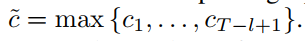 c̃ = max {c₁, . . . , c_{T−l+1}}.